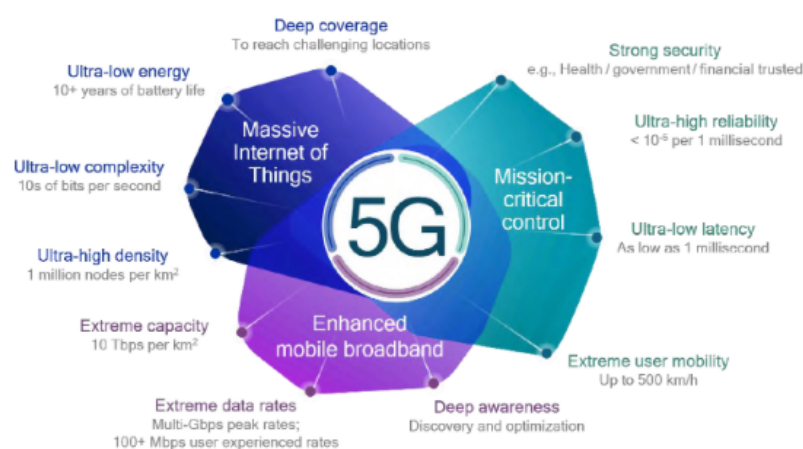 Deep coverage
To reach challenging locations
Strong security
e.g., Health / government / financial trusted
Ultra-low energy
10+ years of battery life
Ultra-high reliability
< 10⁻⁵ per 1 millisecond
Massive
Internet of
Things
Ultra-low complexity
10s of bits per second
Mission-
critical
control
5G
Ultra-low latency
As low as 1 millisecond
Ultra-high density
1 million nodes per km²
Extreme capacity
10 Tbps per km²
Enhanced
mobile broadband
Extreme user mobility
Up to 500 km/h
Extreme data rates
Multi-Gbps peak rates;
100+ Mbps user experienced rates
Deep awareness
Discovery and optimization